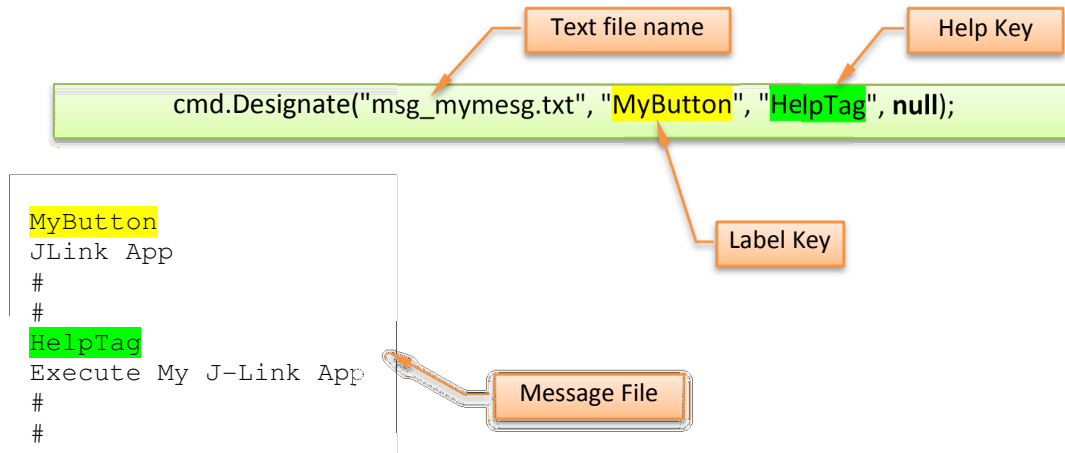 Text file name
Help Key
cmd.Designate("msg_mymesg.txt", "MyButton", "HelpTag", null);
Label Key
MyButton
JLink App
#
#
HelpTag
Execute My J-Link App
#
#
Message File